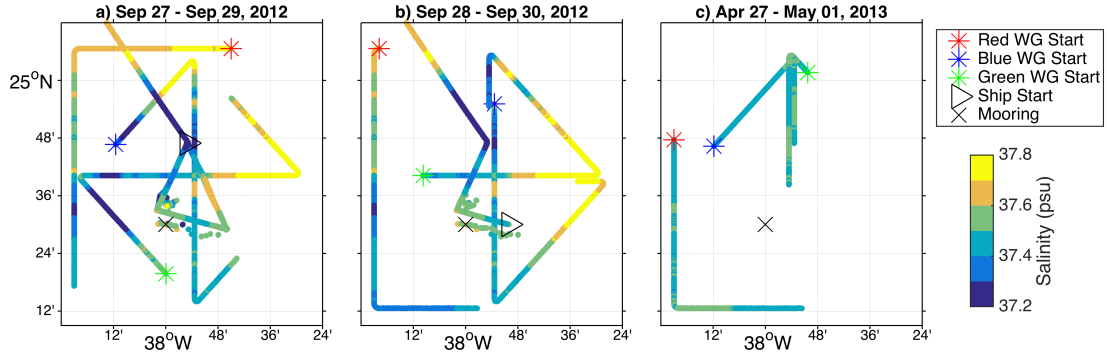 a) Sep 27 - Sep 29, 2012
b) Sep 28 - Sep 30, 2012
c) Apr 27 - May 01, 2013
25°N
48'
36'
24'
12'
12'
38°W
48'
36'
24'
12'
38°W
48'
36'
24'
12'
38°W
48'
36'
24'
Red WG Start
Blue WG Start
Green WG Start
Ship Start
Mooring
37.8
37.6
37.4
37.2
Salinity (psu)